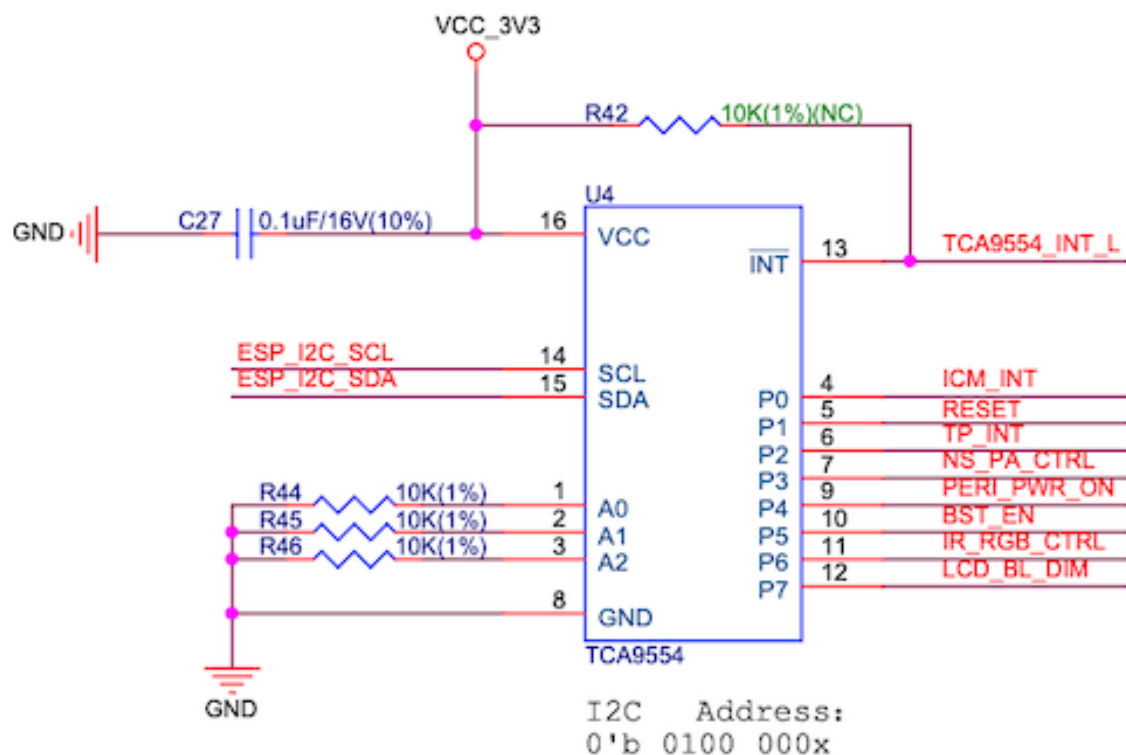 VCC_3V3
R42 10K(1%)(NC)
U4
GND C27 0.1uF/16V(10%) 16 VCC
INT 13 TCA9554_INT_L
ESP_I2C_SCL 14 SCL
ESP_I2C_SDA 15 SDA
P0 4 ICM_INT
P1 5 RESET
P2 6 TP_INT
P3 7 NS_PA_CTRL
P4 9 PERI_PWR_ON
P5 10 BST_EN
P6 11 IR_RGB_CTRL
P7 12 LCD_BL_DIM
R44 10K(1%) 1 A0
R45 10K(1%) 2 A1
R46 10K(1%) 3 A2
8 GND
TCA9554
GND
I2C Address:
0'b 0100 000x